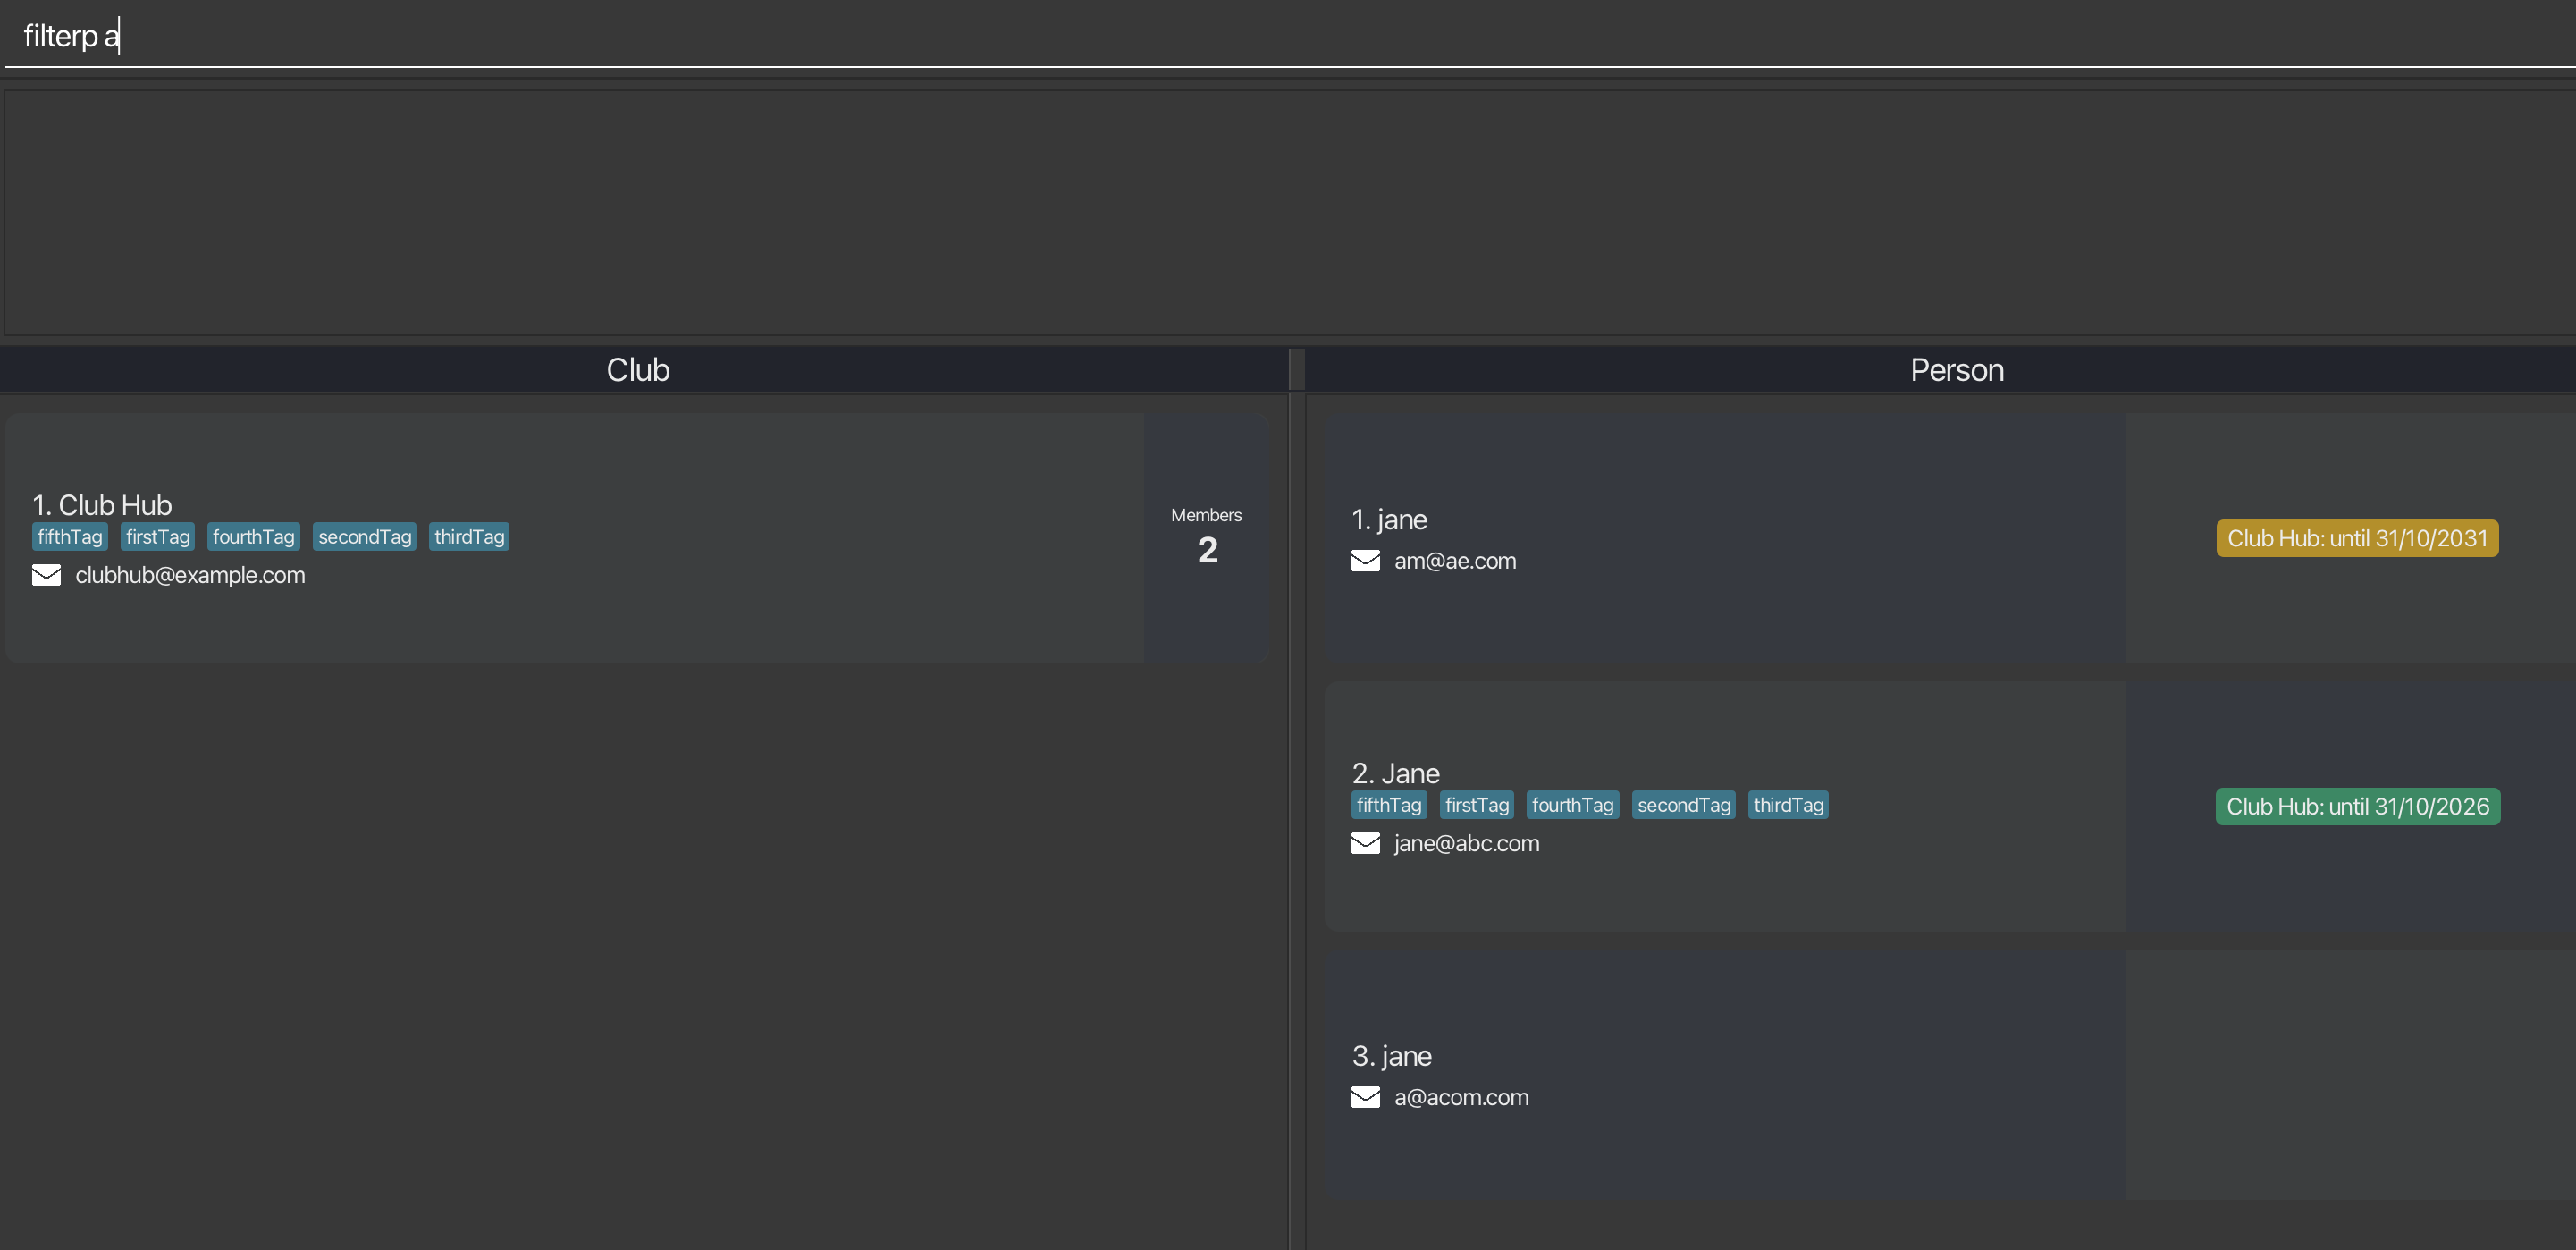 filterp a
Club
Person
1. Club Hub
fifthTag firstTag fourthTag secondTag thirdTag
clubhub@example.com
Members
2
1. jane
am@ae.com
Club Hub: until 31/10/2031
2. Jane
fifthTag firstTag fourthTag secondTag thirdTag
jane@abc.com
Club Hub: until 31/10/2026
3. jane
a@acom.com